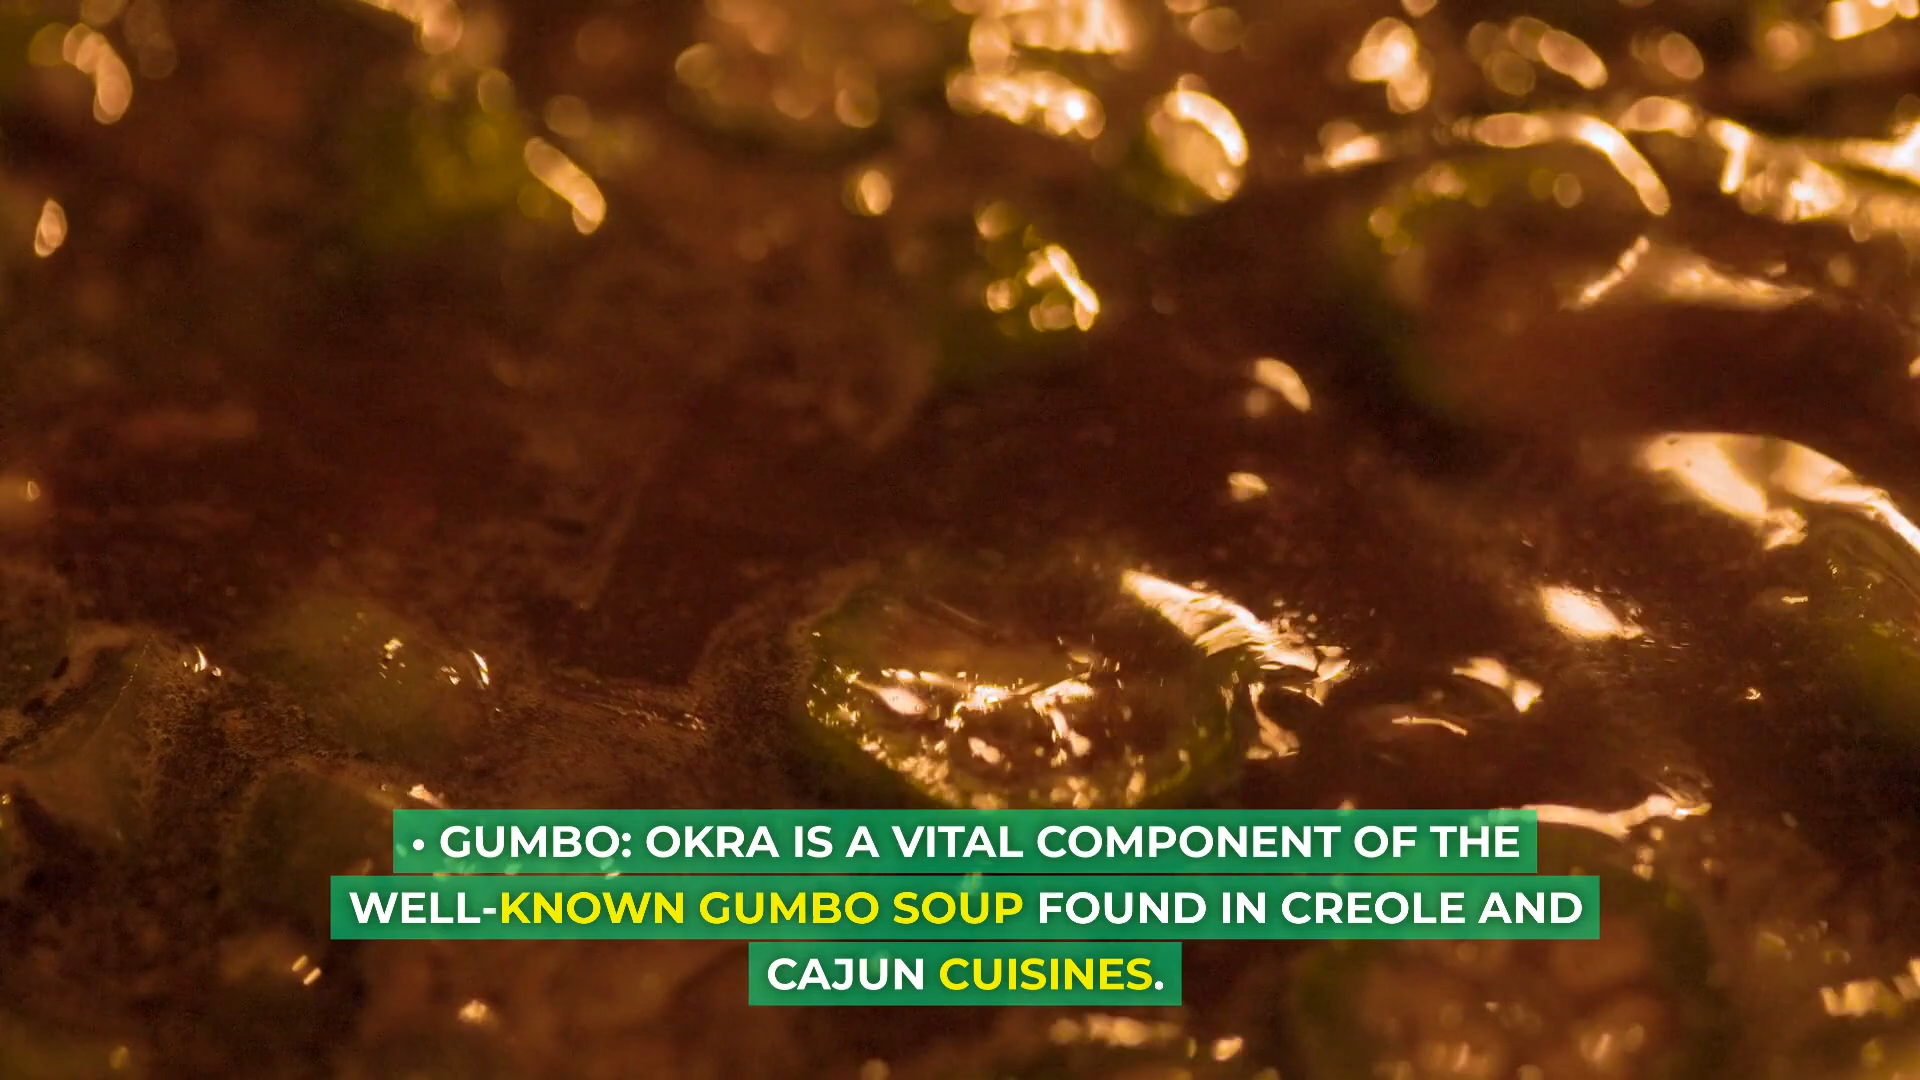 • GUMBO: OKRA IS A VITAL COMPONENT OF THE
WELL-KNOWN GUMBO SOUP FOUND IN CREOLE AND
CAJUN CUISINES.